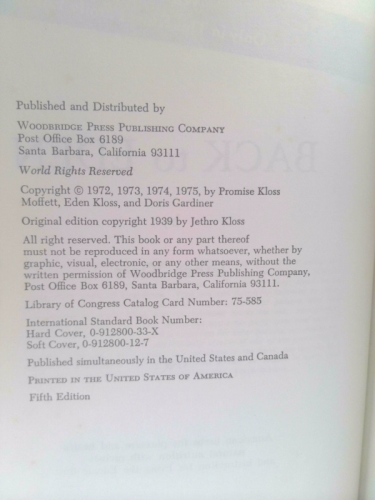 Published and Distributed by
WOODBRIDGE PRESS PUBLISHING COMPANY
Post Office Box 6189
Santa Barbara, California 93111
World Rights Reserved
Copyright © 1972, 1973, 1974, 1975, by Promise Kloss
Moffett, Eden Kloss, and Doris Gardiner
Original edition copyright 1939 by Jethro Kloss
All right reserved. This book or any part thereof
must not be reproduced in any form whatsoever, whether by
graphic, visual, electronic, or any other means, without the
written permission of Woodbridge Press Publishing Company,
Post Office Box 6189, Santa Barbara, California 93111.
Library of Congress Catalog Card Number: 75-585
International Standard Book Number:
Hard Cover, 0-912800-33-X
Soft Cover, 0-912800-12-7
Published simultaneously in the United States and Canada
PRINTED IN THE UNITED STATES OF AMERICA
Fifth Edition